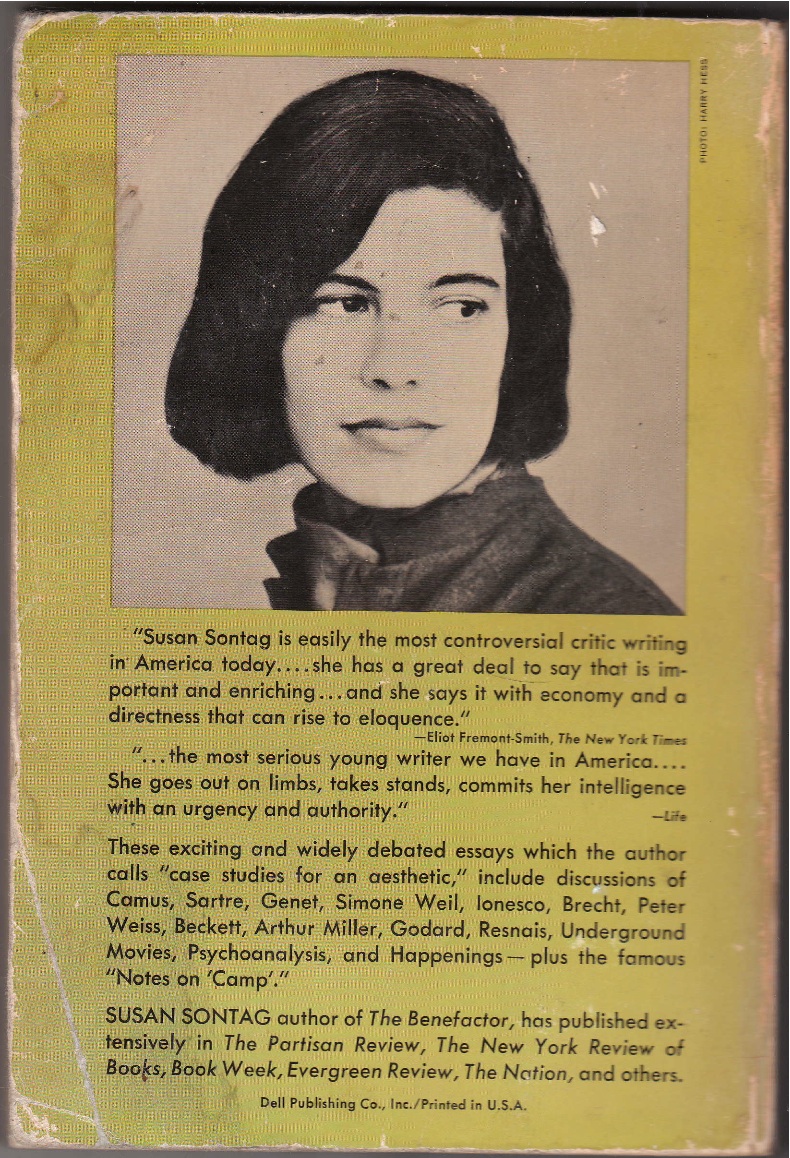 PHOTO: HARRY HESS
"Susan Sontag is easily the most controversial critic writing
in America today....she has a great deal to say that is im-
portant and enriching...and she says it with economy and a
directness that can rise to eloquence."
—Eliot Fremont-Smith, The New York Times
"...the most serious young writer we have in America....
She goes out on limbs, takes stands, commits her intelligence
with an urgency and authority."
—Life
These exciting and widely debated essays which the author
calls "case studies for an aesthetic," include discussions of
Camus, Sartre, Genet, Simone Weil, Ionesco, Brecht, Peter
Weiss, Beckett, Arthur Miller, Godard, Resnais, Underground
Movies, Psychoanalysis, and Happenings — plus the famous
"Notes on 'Camp'."
SUSAN SONTAG author of The Benefactor, has published ex-
tensively in The Partisan Review, The New York Review of
Books, Book Week, Evergreen Review, The Nation, and others.
Dell Publishing Co., Inc./Printed in U.S.A.